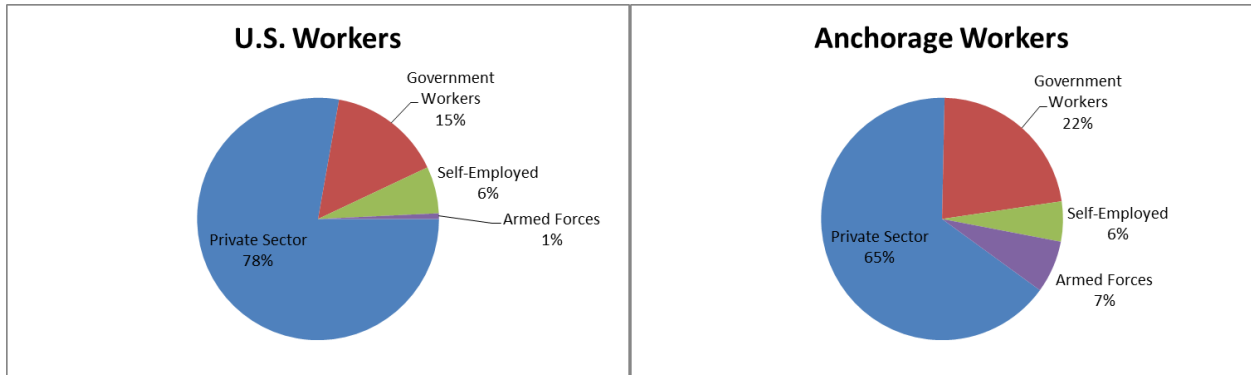 U.S. Workers
Government
Workers
15%
Self-Employed
6%
Armed Forces
1%
Private Sector
78%
Anchorage Workers
Government
Workers
22%
Self-Employed
6%
Armed Forces
7%
Private Sector
65%